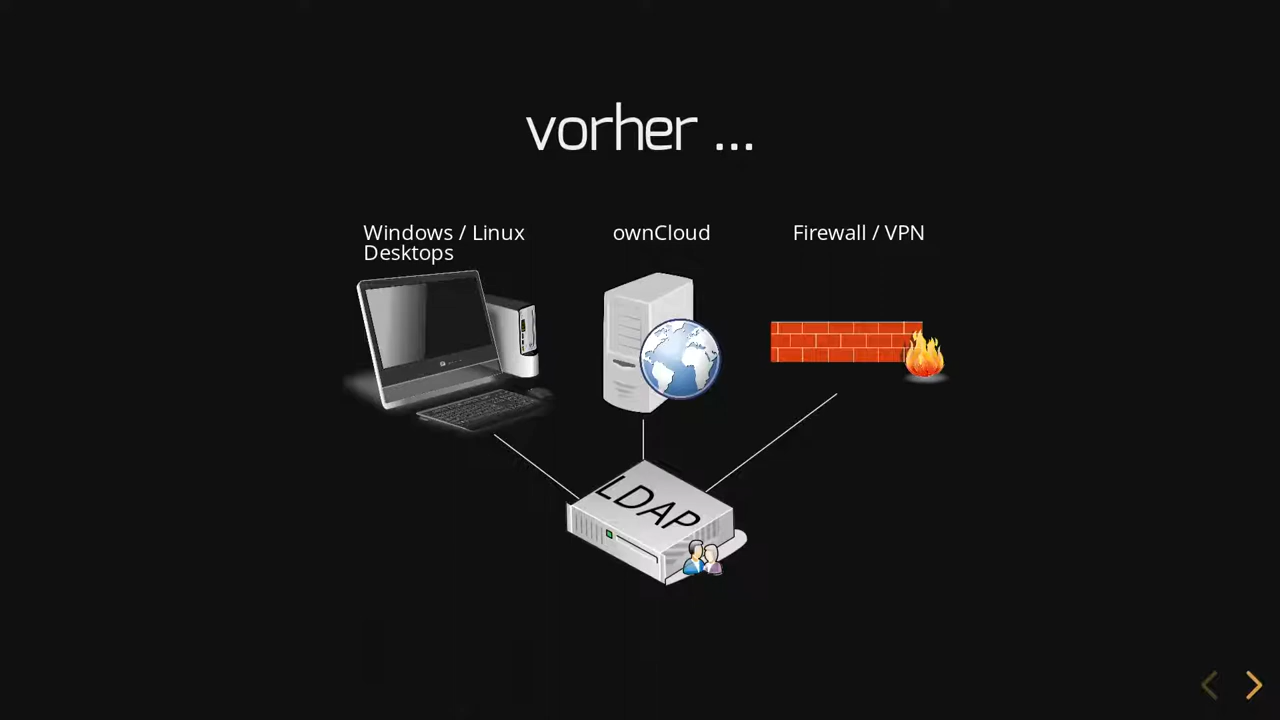 vorher ...
Windows / Linux
Desktops
ownCloud
Firewall / VPN
LDAP